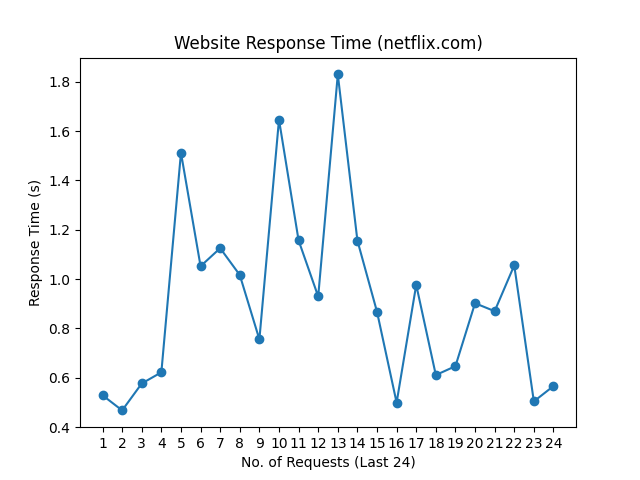 Website Response Time (netflix.com)
Response Time (s)
1.8
1.6
1.4
1.2
1.0
0.8
0.6
0.4
1 2 3 4 5 6 7 8 9 10 11 12 13 14 15 16 17 18 19 20 21 22 23 24
No. of Requests (Last 24)